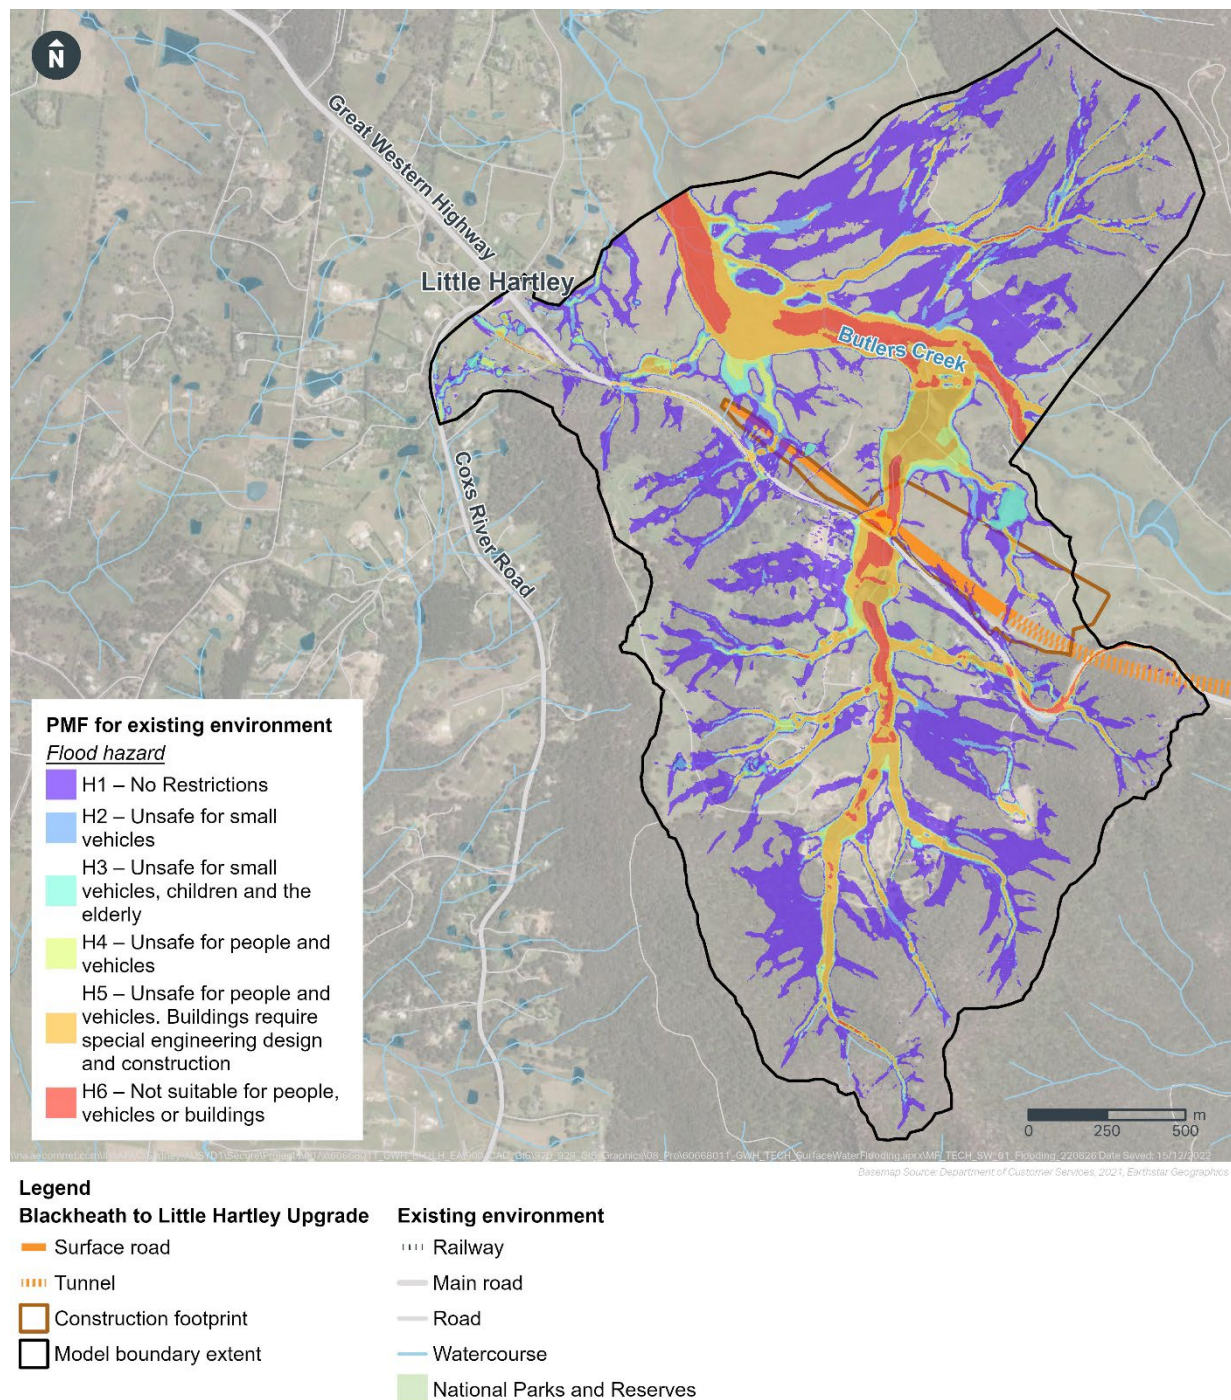 N
Great Western Highway
Little Hartley
Butlers Creek
Coxs River Road
PMF for existing environment
Flood hazard
H1 – No Restrictions
H2 – Unsafe for small
vehicles
H3 – Unsafe for small
vehicles, children and the
elderly
H4 – Unsafe for people and
vehicles
H5 – Unsafe for people and
vehicles. Buildings require
special engineering design
and construction
H6 – Not suitable for people,
vehicles or buildings
m
0 250 500
Date Saved: 15/12/2022
Basemap Source: Department of Customer Services, 2021, Earthstar Geographics
Legend
Blackheath to Little Hartley Upgrade
Surface road
Tunnel
Construction footprint
Model boundary extent
Existing environment
Railway
Main road
Road
Watercourse
National Parks and Reserves